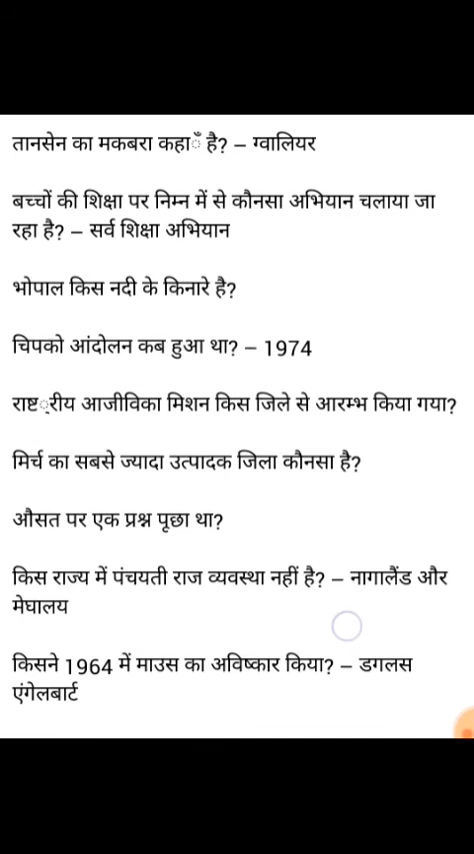 तानसेन का मकबरा कहाँ है? – ग्वालियर
बच्चों की शिक्षा पर निम्न में से कौनसा अभियान चलाया जा
रहा है? – सर्व शिक्षा अभियान
भोपाल किस नदी के किनारे है?
चिपको आंदोलन कब हुआ था? – 1974
राष्ट्रीय आजीविका मिशन किस जिले से आरम्भ किया गया?
मिर्च का सबसे ज्यादा उत्पादक जिला कौनसा है?
औसत पर एक प्रश्न पूछा था?
किस राज्य में पंचयती राज व्यवस्था नहीं है? – नागालैंड और
मेघालय
किसने 1964 में माउस का अविष्कार किया? – डगलस
एंगेलबार्ट